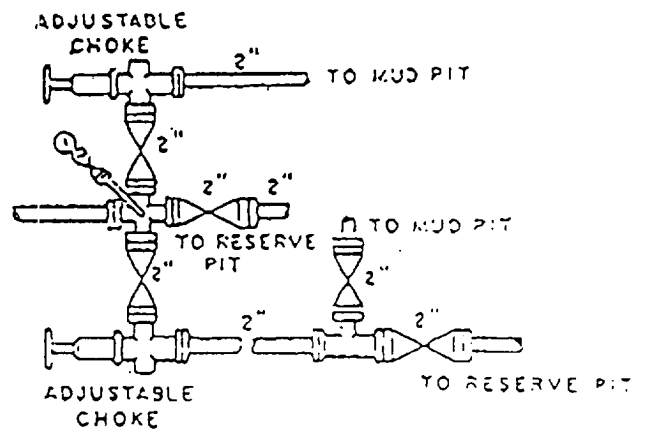 ADJUSTABLE
CHOKE
2"
TO MUD PIT
2"
2"
2"
TO RESERVE
PIT
TO MUD PIT
2"
2"
2"
2"
TO RESERVE PIT
ADJUSTABLE
CHOKE